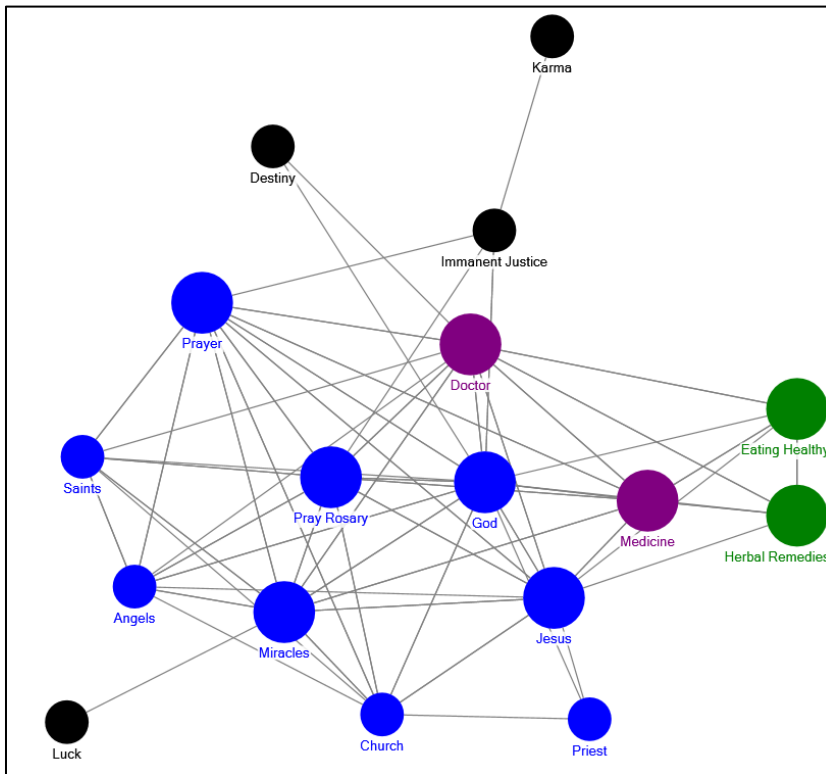 Karma
Destiny
Immanent Justice
Prayer
Doctor
Eating Healthy
Saints
Pray Rosary
God
Medicine
Herbal Remedies
Angels
Miracles
Jesus
Luck
Church
Priest